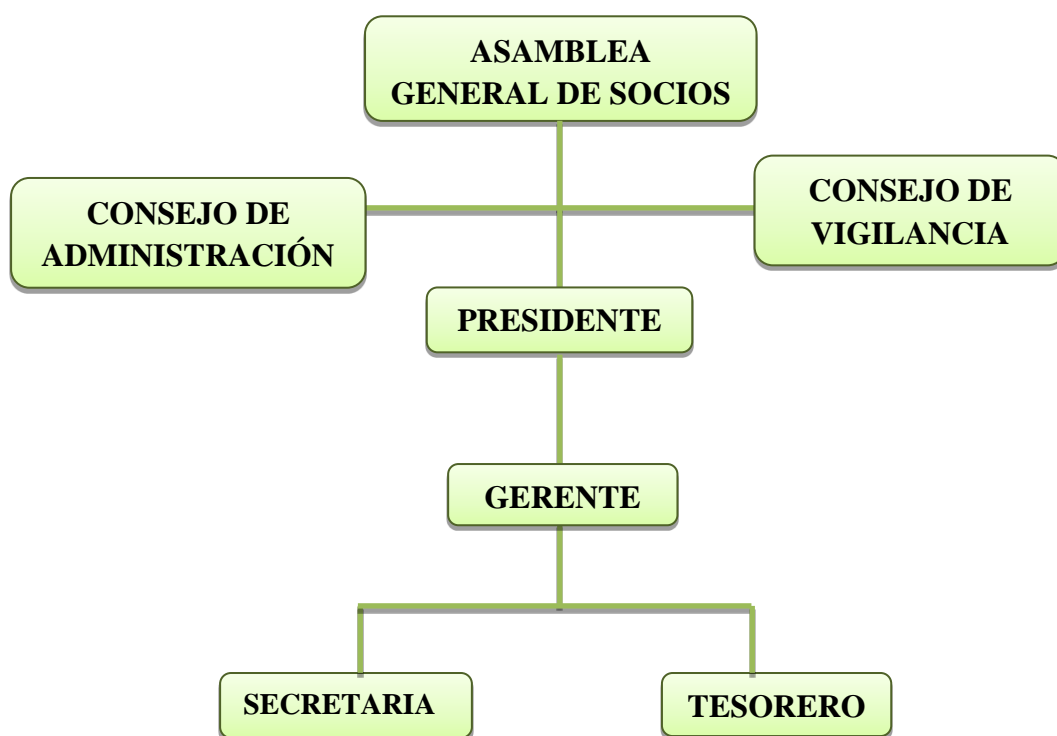 ASAMBLEA
GENERAL DE SOCIOS
CONSEJO DE
ADMINISTRACIÓN
CONSEJO DE
VIGILANCIA
PRESIDENTE
GERENTE
SECRETARIA
TESORERO